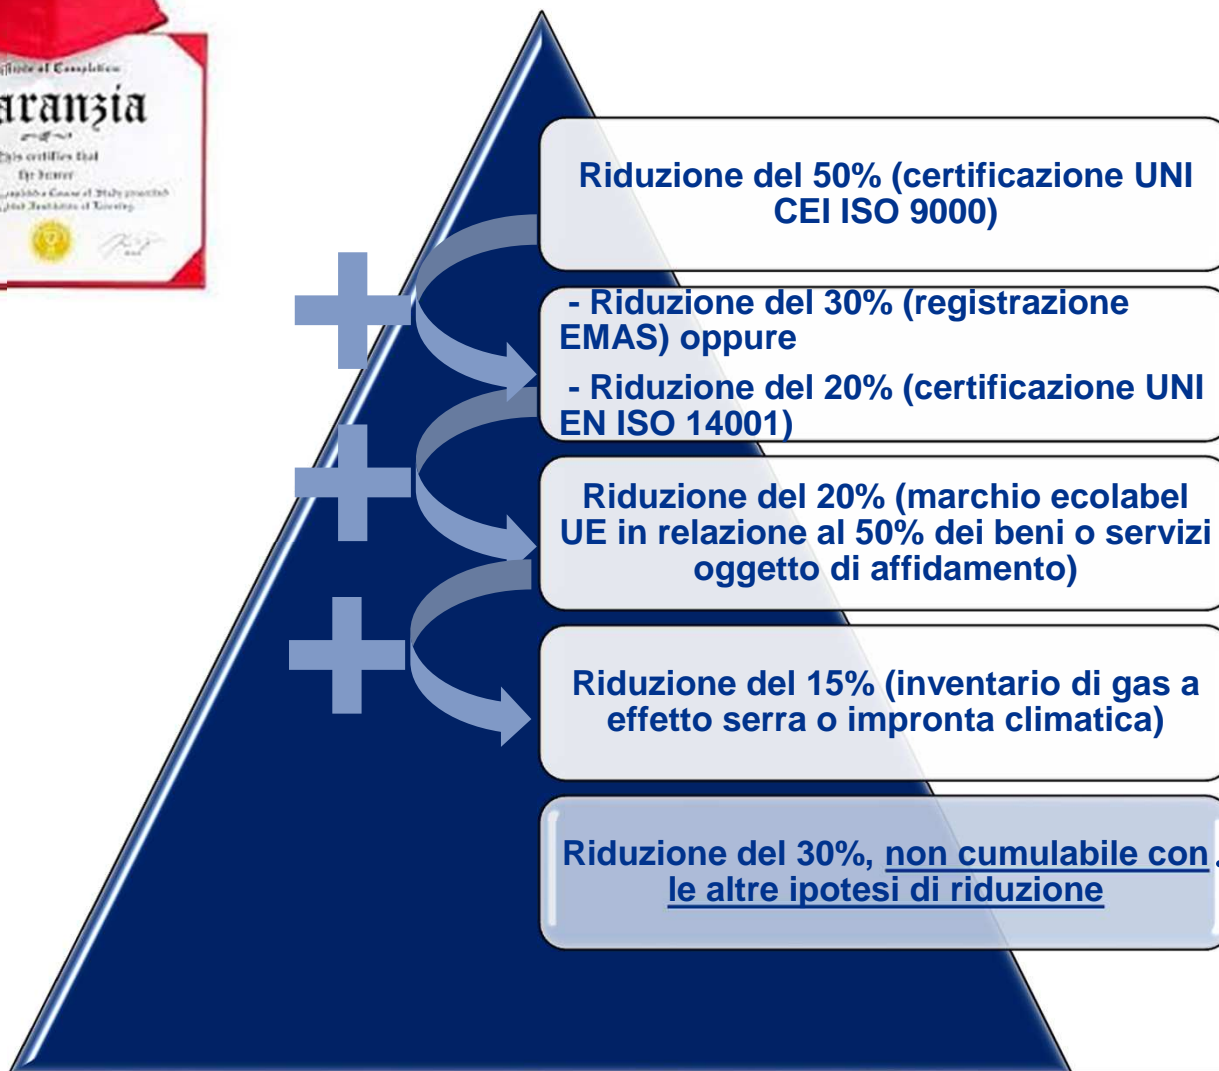 aranzia
certifies that
Riduzione del 50% (certificazione UNI
CEI ISO 9000)
- Riduzione del 30% (registrazione
EMAS) oppure
- Riduzione del 20% (certificazione UNI
EN ISO 14001)
Riduzione del 20% (marchio ecolabel
UE in relazione al 50% dei beni o servizi
oggetto di affidamento)
Riduzione del 15% (inventario di gas a
effetto serra o impronta climatica)
Riduzione del 30%, non cumulabile con.
le altre ipotesi di riduzione